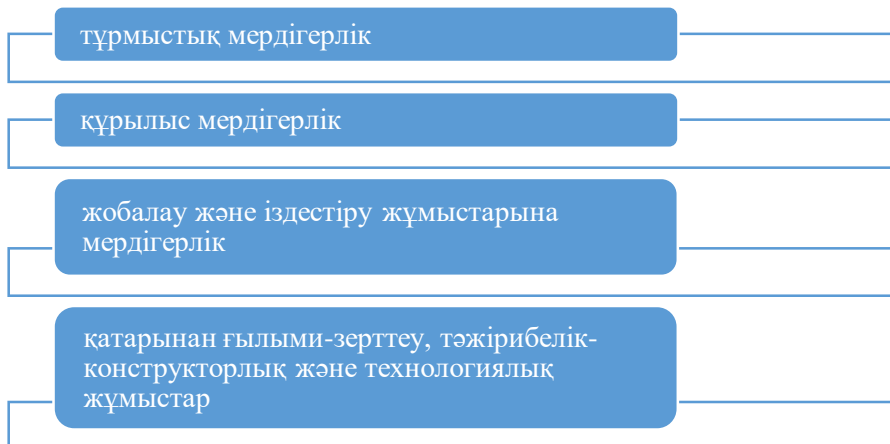 тұрмыстық мердігерлік
құрылыс мердігерлік
жобалау және іздестіру жұмыстарына
мердігерлік
қатарынан ғылыми-зерттеу, тәжірибелік-
конструкторлық және технологиялық
жұмыстар